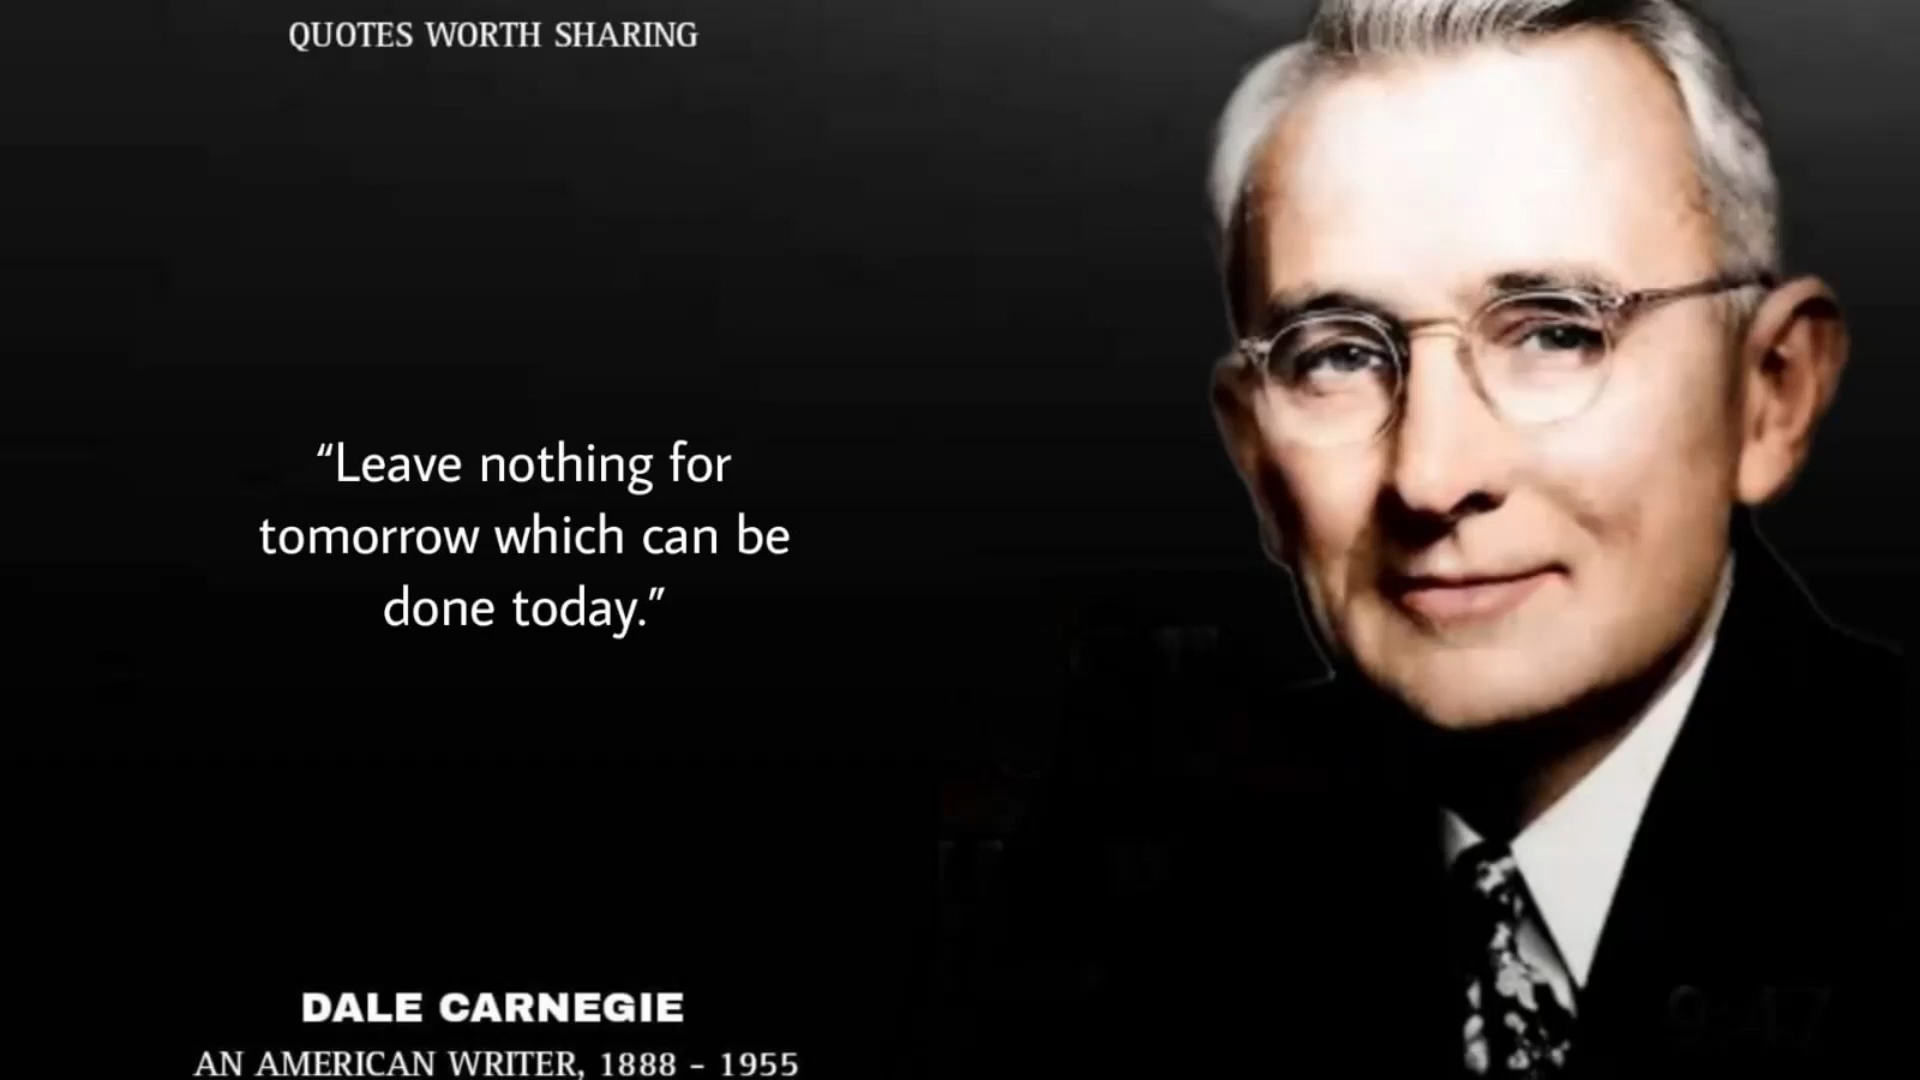 QUOTES WORTH SHARING
“Leave nothing for
tomorrow which can be
done today.”
DALE CARNEGIE
AN AMERICAN WRITER, 1888 – 1955